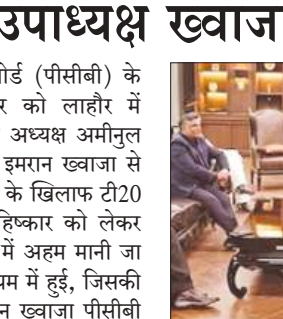 उपाध्यक्ष ख्वाज
ोर्ड (पीसीबी) के
र को लाहौर में
अध्यक्ष अमीनुल
इमरान ख्वाजा से
के खिलाफ टी20
हिष्कार को लेकर
में अहम मानी जा
यम में हुई, जिसकी
न ख्वाजा पीसीबी